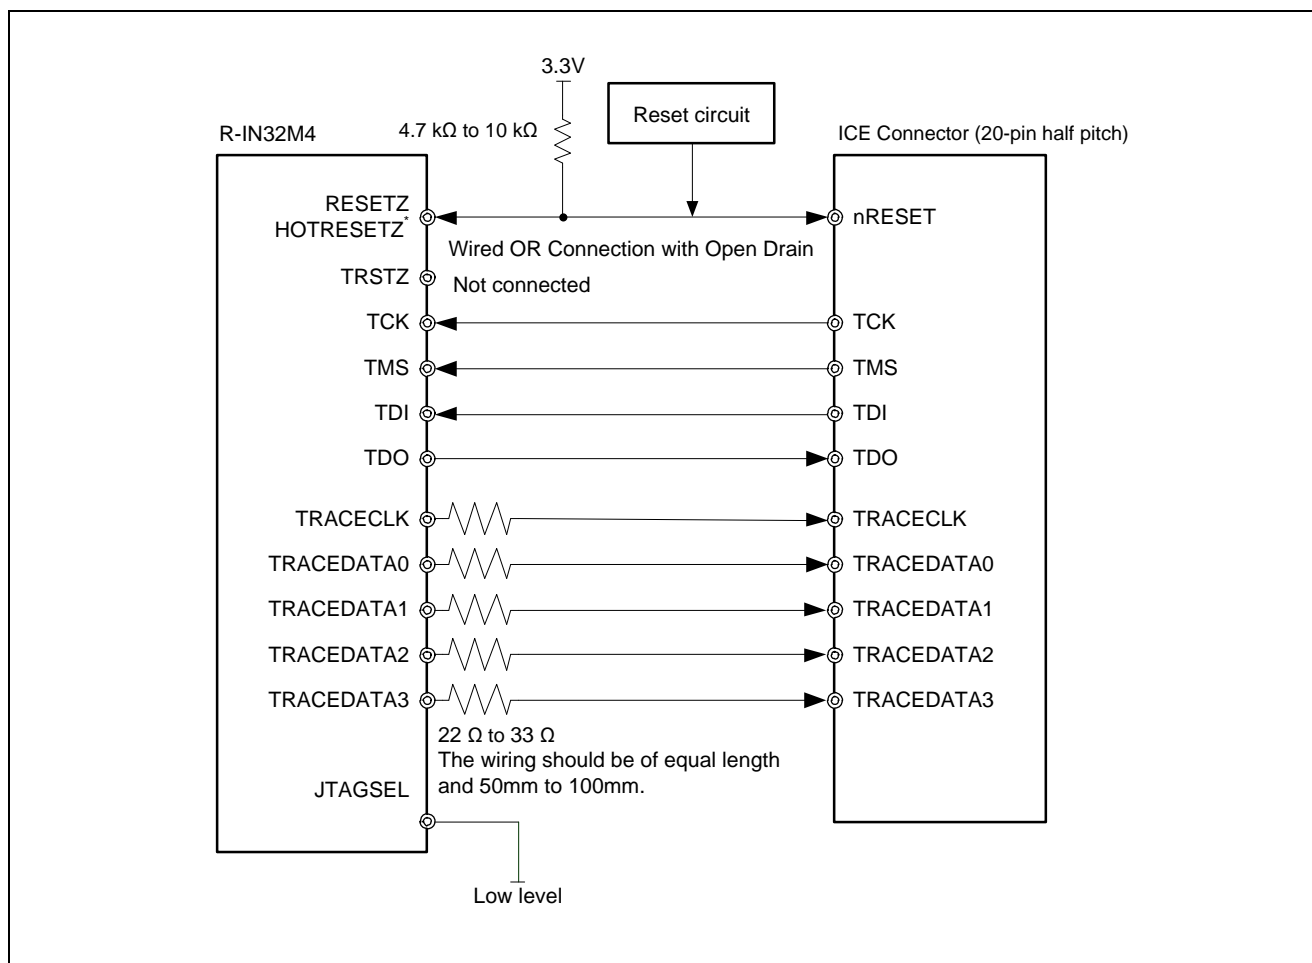 3.3V
Reset circuit
4.7 kΩ to 10 kΩ
R-IN32M4
ICE Connector (20-pin half pitch)
RESETZ
HOTRESETZ*
nRESET
Wired OR Connection with Open Drain
TRSTZ
Not connected
TCK
TCK
TMS
TMS
TDI
TDI
TDO
TDO
TRACECLK
TRACECLK
TRACEDATA0
TRACEDATA0
TRACEDATA1
TRACEDATA1
TRACEDATA2
TRACEDATA2
TRACEDATA3
TRACEDATA3
22 Ω to 33 Ω
The wiring should be of equal length
and 50mm to 100mm.
JTAGSEL
Low level